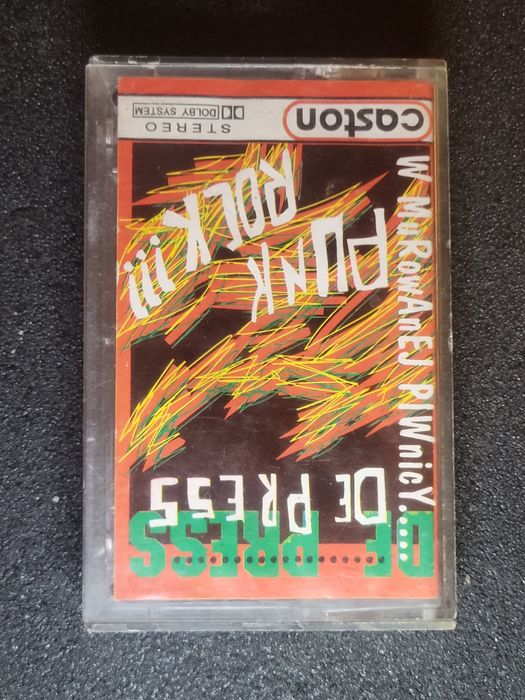 DE PRESS
DE PRESS
PUNK
ROCK!!!
W MuRowAnEJ PIWnicY.....
caston
STEREO
DOLBY SYSTEM